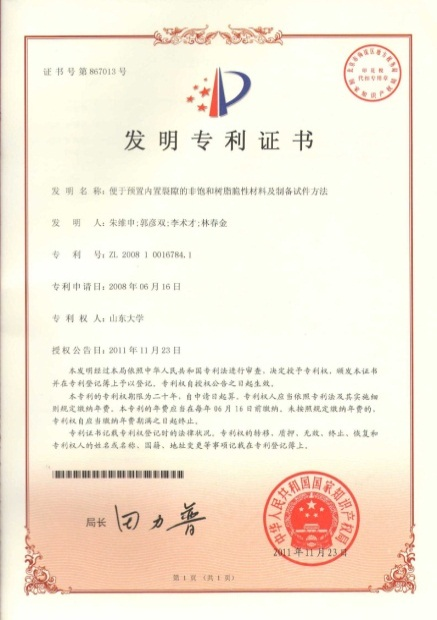 证书号第867013号
印花税
代扣专用章
发明专利证书
发明名称:便于预置内置裂隙的非饱和树脂脆性材料及制备试件方法
发明人:朱维申;郭彦双;李术才;林春金
专利号:ZL 2008 1 0016784.1
专利申请日:2008年06月16日
专利权人:山东大学
授权公告日:2011年11月23日
本发明经过本局依照中华人民共和国专利法进行审查,决定授予专利权,颁发本证书
并在专利登记簿上予以登记。专利权自授权公告之日起生效。
本专利的专利权期限为二十年,自申请日起算。专利权人应当依照专利法及其实施细
则规定缴纳年费。本专利的年费应当在每年06月16日前缴纳。未按照规定缴纳年费的,
专利权自应当缴纳年费期满之日起终止。
专利证书记载专利权登记时的法律状况。专利权的转移、质押、无效、终止、恢复和
专利权人的姓名或名称、国籍、地址变更等事项记载在专利登记簿上。
局长 田力普
中华人民共和国国家知识产权局
2011年11月23日
第1页(共1页)